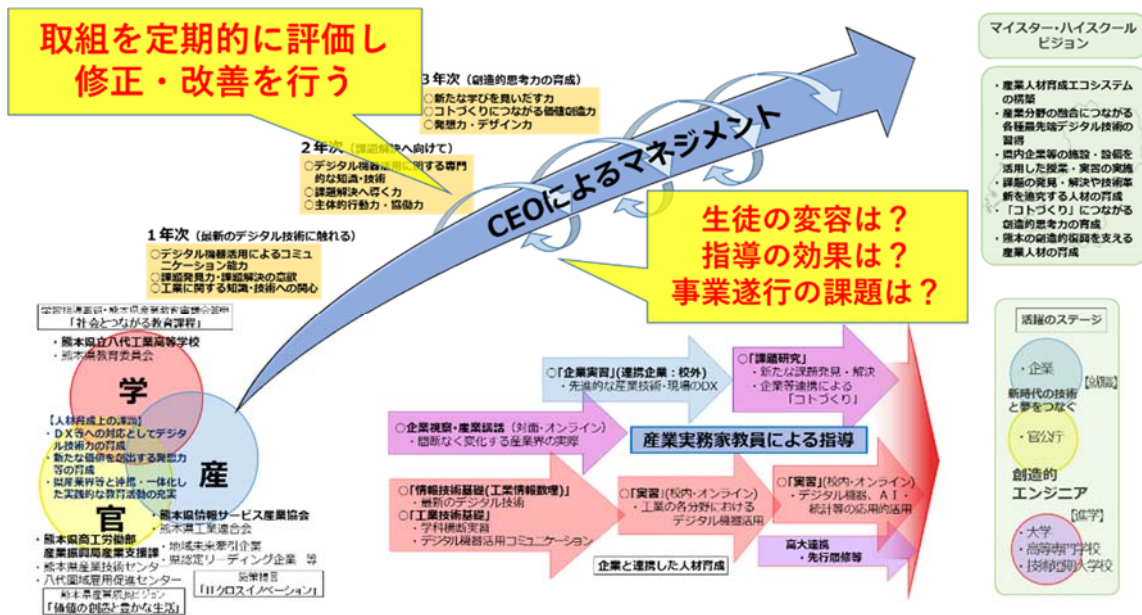 取組を定期的に評価し
修正・改善を行う
3年次(創造的思考力の育成)
○新たな学びを見いだす力
○コトづくりにつながる価値創造力
○発想力・デザイン力
2年次(課題解決へ向けて)
○デジタル機器活用に関する専門
的な知識・技術
○課題解決へ導く力
○主体的行動力・協働力
1年次(最新のデジタル技術に触れる)
○デジタル機器活用によるコミュ
ニケーション能力
○課題発見力・課題解決の意欲
○工業に関する知識・技術への関心
CEOによるマネジメント
生徒の変容は?
指導の効果は?
事業遂行の課題は?
マイスター・ハイスクール
ビジョン
・産業人材育成エコシステム
の構築
・産業分野の融合につながる
各種最先端デジタル技術の
習得
・県内企業等の施設・設備を
活用した授業・実習の実施
・課題の発見・解決や技術革
新を追究する人材の育成
・「コトづくり」につながる
創造的思考力の育成
・熊本の創造的復興を支える
産業人材の育成
学習指導要領・熊本県産業教育審議会答申
「社会とつながる教育課程」
・熊本県立八代工業高等学校
・熊本県教育委員会
学
【人材育成上の課題】
・DX等への対応としてデジタ
ル技術力の育成
・新たな価値を創出する発想力
等の育成
・県産業界等と連携・一体化し
た実践的な教育活動の充実
産
官
・熊本県情報サービス産業協会
・熊本県工業連合会
・地域未来牽引企業
・県認定リーディング企業 等
・熊本県商工労働部
産業振興局産業支援課
・熊本県産業技術センター
・八代圏域雇用促進センター
熊本県産業成長ビジョン
「価値の創造と豊かな生活」
施策提言
「ITクロスイノベーション」
○「企業実習」(連携企業:校外)
・先進的な産業技術・現場のDX
○「課題研究」
・新たな課題発見・解決
・企業等連携による
「コトづくり」
○企業視察・産業講話(対面・オンライン)
・間断なく変化する産業界の実際
産業実務家教員による指導
○「情報技術基礎(工業情報数理)」
・最新のデジタル技術
○「工業技術基礎」
・学科横断実習
・デジタル機器活用コミュニケーション
○「実習」(校内・オンライン)
・工業の各分野における
デジタル機器活用
○「実習」(校内・オンライン)
・デジタル機器、AI・
統計等の応用的活用
高大連携
・先行履修等
企業と連携した人材育成
活躍のステージ
・企業
新時代の技術
と夢をつなぐ
・官公庁
創造的
エンジニア
【進学】
・大学
・高等専門学校
・技術短期大学校